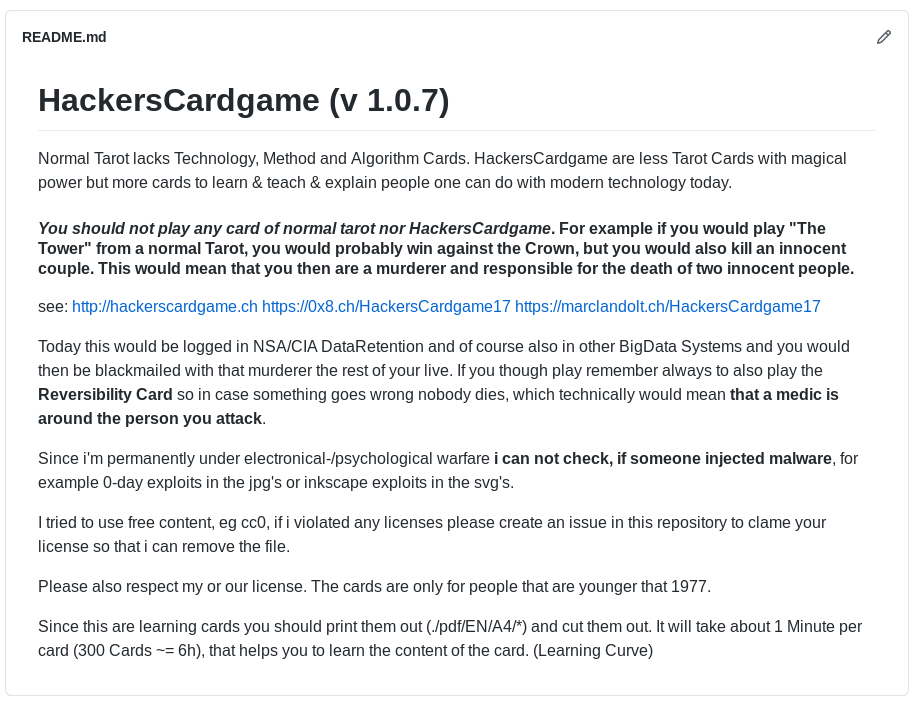 README.md
HackersCardgame (v 1.0.7)
Normal Tarot lacks Technology, Method and Algorithm Cards. HackersCardgame are less Tarot Cards with magical
power but more cards to learn & teach & explain people one can do with modern technology today.
You should not play any card of normal tarot nor HackersCardgame. For example if you would play "The
Tower" from a normal Tarot, you would probably win against the Crown, but you would also kill an innocent
couple. This would mean that you then are a murderer and responsible for the death of two innocent people.
see: http://hackerscardgame.ch https://0x8.ch/HackersCardgame17 https://marclandolt.ch/HackersCardgame17
Today this would be logged in NSA/CIA DataRetention and of course also in other BigData Systems and you would
then be blackmailed with that murderer the rest of your live. If you though play remember always to also play the
Reversibility Card so in case something goes wrong nobody dies, which technically would mean that a medic is
around the person you attack.
Since i'm permanently under electronical-/psychological warfare i can not check, if someone injected malware, for
example 0-day exploits in the jpg's or inkscape exploits in the svg's.
I tried to use free content, eg cc0, if i violated any licenses please create an issue in this repository to clame your
license so that i can remove the file.
Please also respect my or our license. The cards are only for people that are younger that 1977.
Since this are learning cards you should print them out (./pdf/EN/A4/*) and cut them out. It will take about 1 Minute per
card (300 Cards ~= 6h), that helps you to learn the content of the card. (Learning Curve)